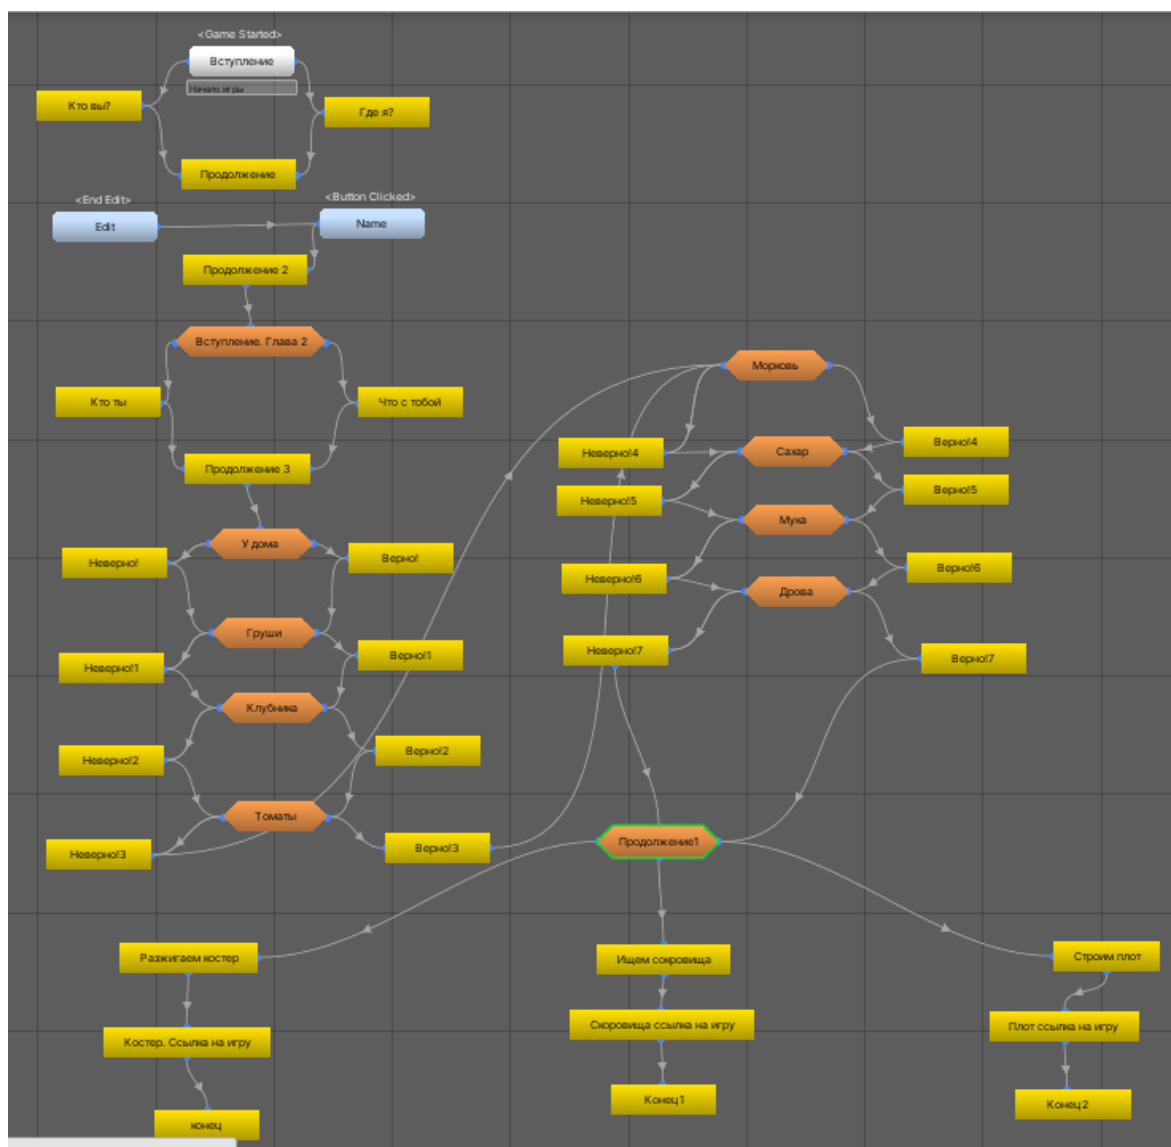 <Game Started>
Вступление
Начало игры
Кто вы?
Где я?
Продолжение
<End Edit>
<Button Clicked>
Edit
Name
Продолжение 2
Вступление. Глава 2
Кто ты
Что с тобой
Продолжение 3
У дома
Неверно!
Верно!
Груши
Неверно!1
Верно!1
Клубника
Неверно!2
Верно!2
Томаты
Неверно!3
Верно!3
Морковь
Неверно!4
Верно!4
Сахар
Неверно!5
Верно!5
Мука
Неверно!6
Верно!6
Дрова
Неверно!7
Верно!7
Продолжение1
Разжигаем костер
Ищем сокровища
Строим плот
Костер. Ссылка на игру
Скоровища ссылка на игру
Плот ссылка на игру
конец
Конец1
Конец2